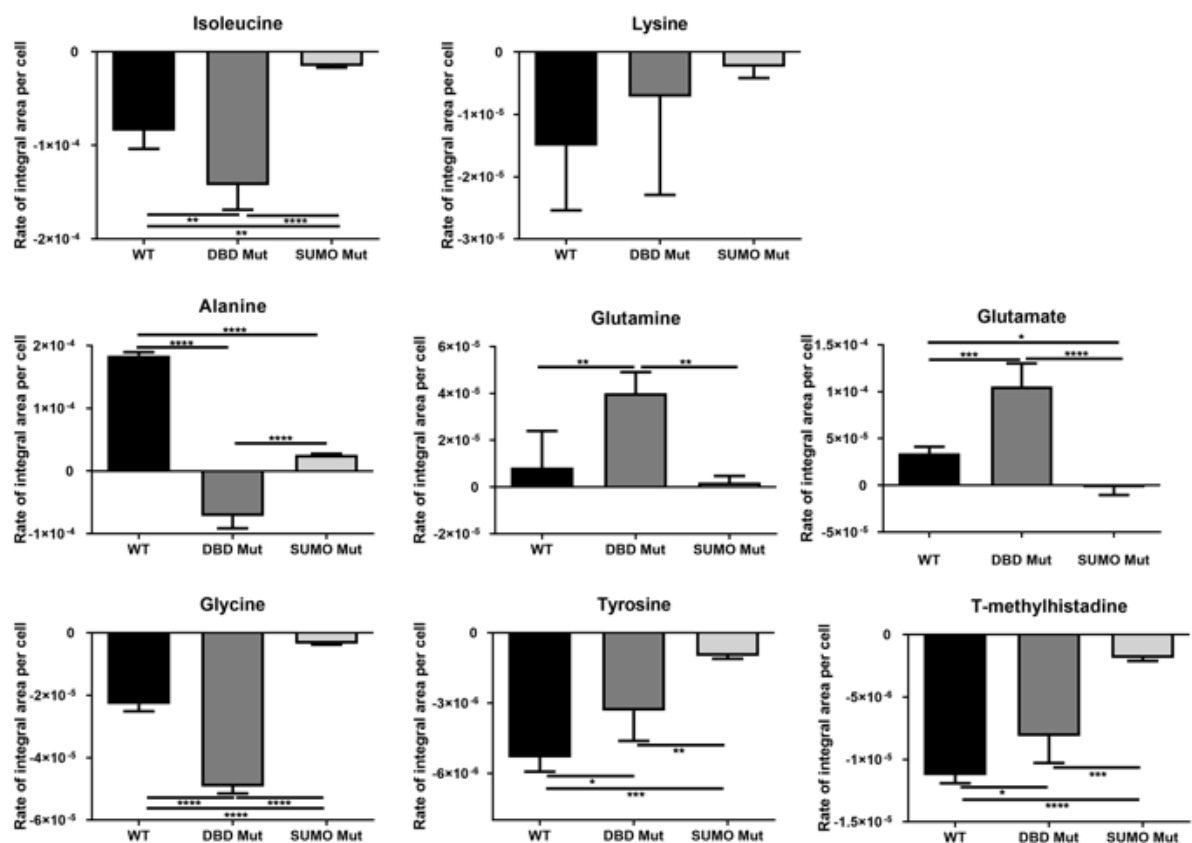 Isoleucine
Rate of integral area per cell
0
-1×10⁻⁴
-2×10⁻⁴
** ****
**
WT DBD Mut SUMO Mut
Lysine
Rate of integral area per cell
0
-1×10⁻⁵
-2×10⁻⁵
-3×10⁻⁵
WT DBD Mut SUMO Mut
Alanine
Rate of integral area per cell
2×10⁻⁴
1×10⁻⁴
0
-1×10⁻⁴
****
****
****
WT DBD Mut SUMO Mut
Glutamine
Rate of integral area per cell
6×10⁻⁵
4×10⁻⁵
2×10⁻⁵
0
-2×10⁻⁵
** **
WT DBD Mut SUMO Mut
Glutamate
Rate of integral area per cell
1.5×10⁻⁴
1×10⁻⁴
5×10⁻⁵
0
-5×10⁻⁵
*
*** ****
WT DBD Mut SUMO Mut
Glycine
Rate of integral area per cell
0
-2×10⁻⁵
-4×10⁻⁵
-6×10⁻⁵
**** ****
****
WT DBD Mut SUMO Mut
Tyrosine
Rate of integral area per cell
0
-3×10⁻⁶
-6×10⁻⁶
**
*
***
WT DBD Mut SUMO Mut
T-methylhistadine
Rate of integral area per cell
0
-5×10⁻⁶
-1×10⁻⁵
-1.5×10⁻⁵
***
*
****
WT DBD Mut SUMO Mut